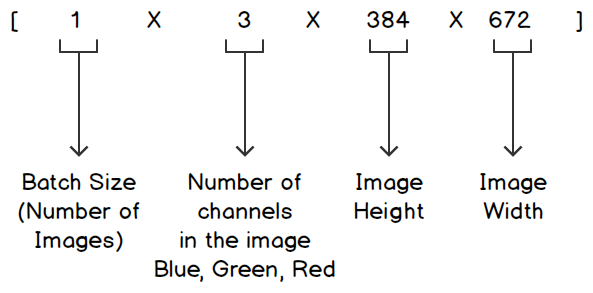 [ 1 X 3 X 384 X 672 ]
Batch Size
(Number of
Images)
Number of
channels
in the image
Blue, Green, Red
Image
Height
Image
Width